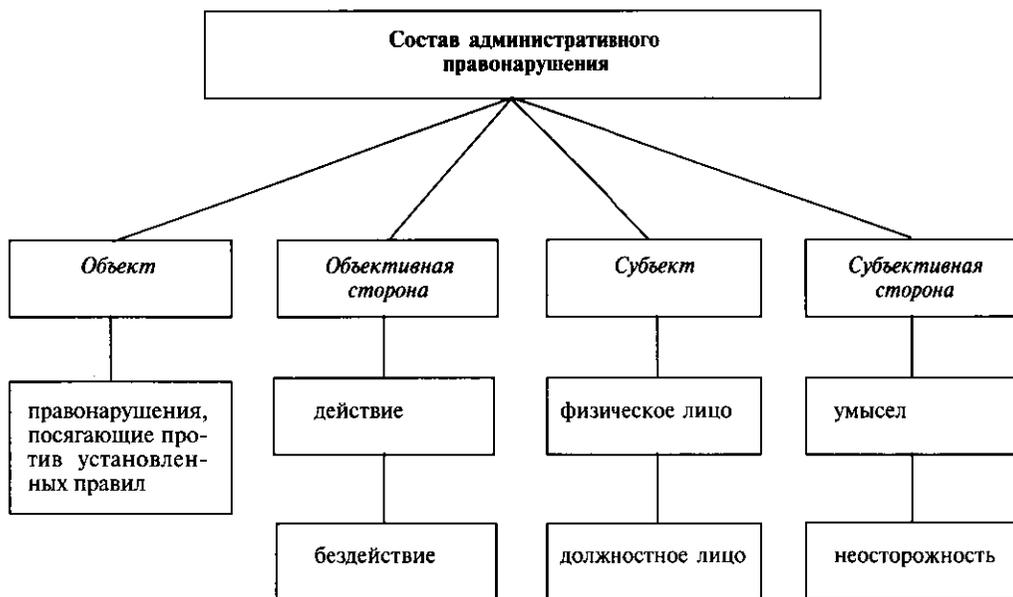 Состав административного
правонарушения
Объект
Объективная
сторона
Субъект
Субъективная
сторона
правонарушения,
посягающие про-
тив установлен-
ных правил
действие
физическое лицо
умысел
бездействие
должностное лицо
неосторожность